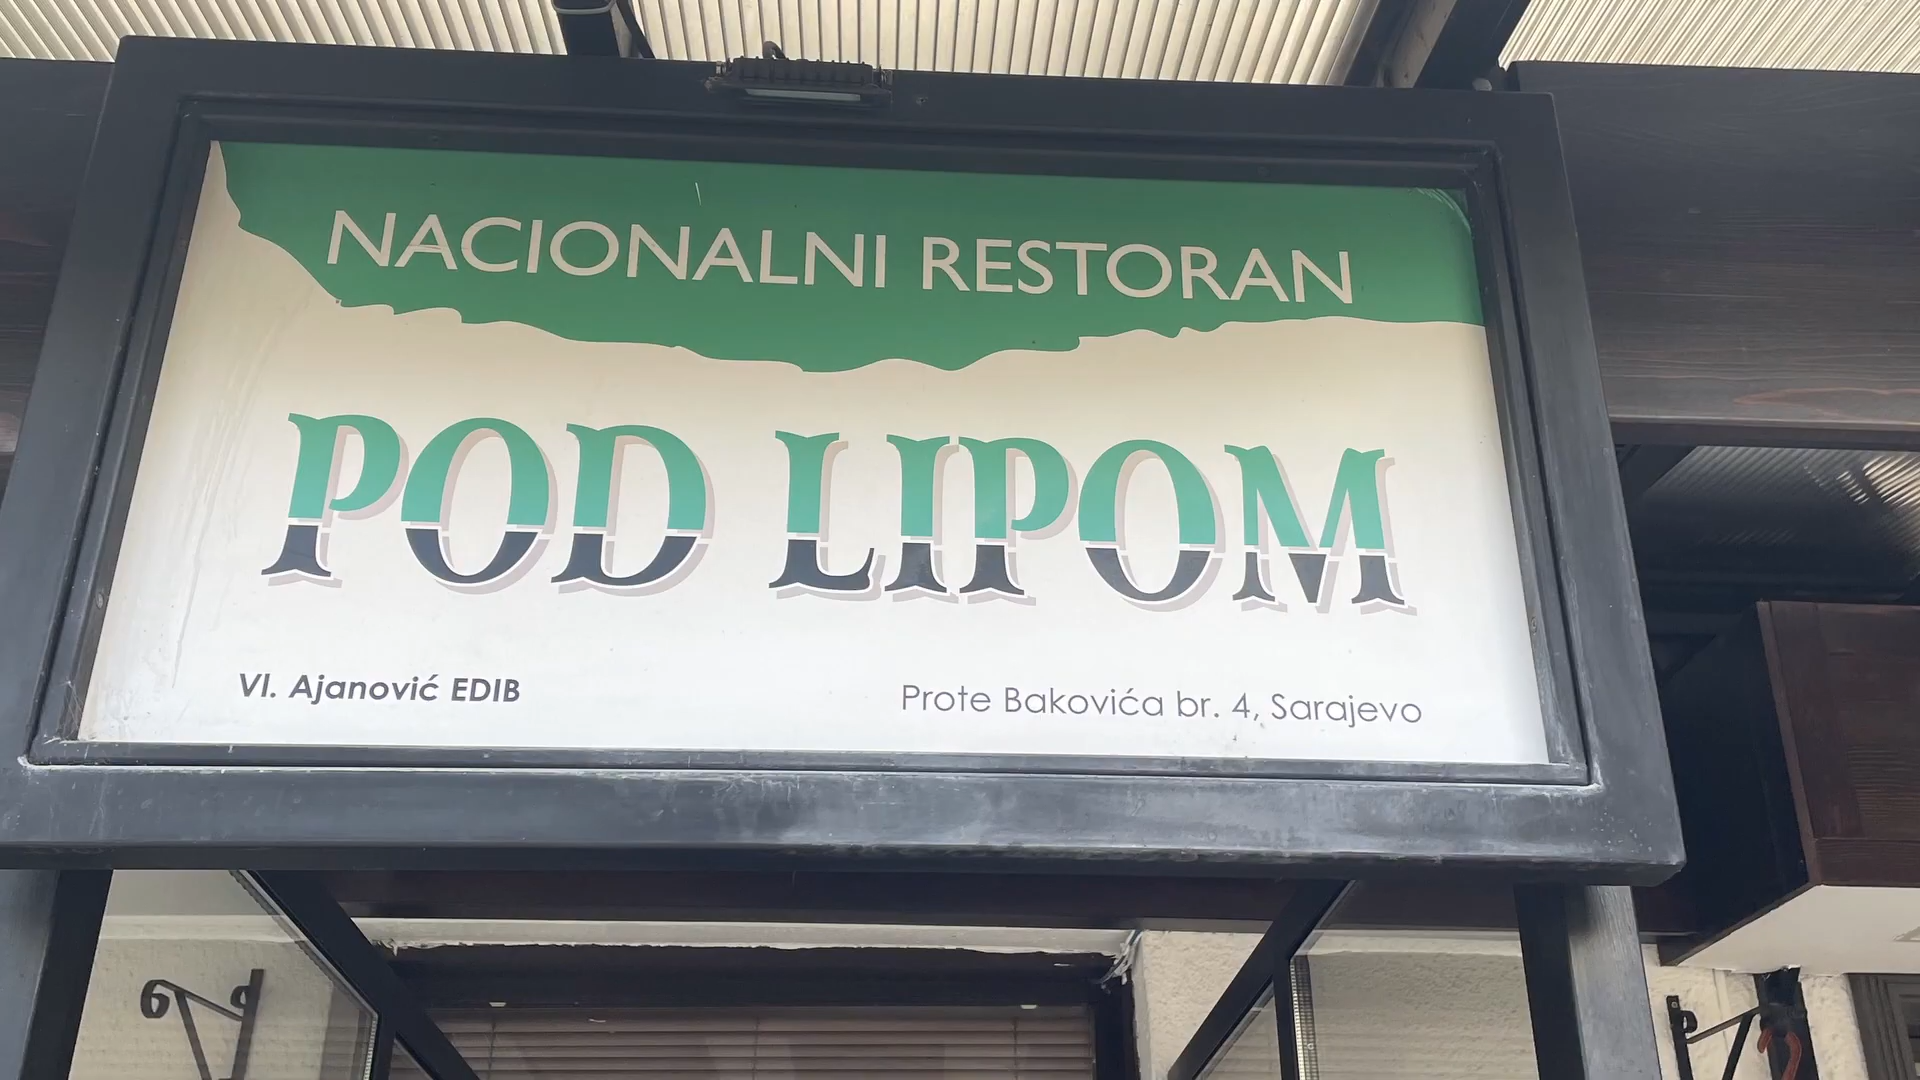 NACIONALNI RESTORAN
POD LIPOM
Vl. Ajanović EDIB
Prote Bakovića br. 4, Sarajevo